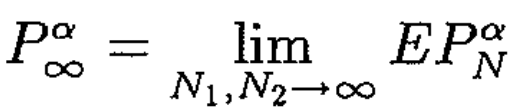 $P_{\infty}^{\alpha} = \lim_{N_1, N_2 \to \infty} E P_N^{\alpha}$